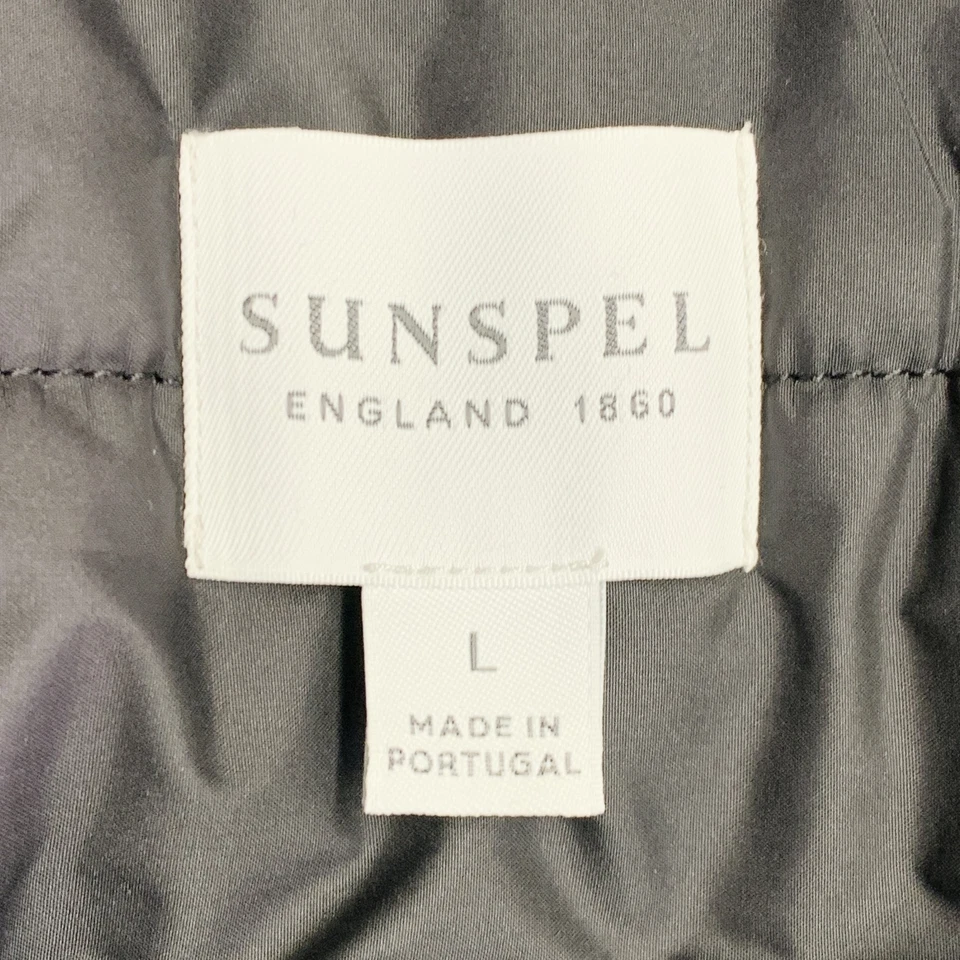 SUNSPEL
ENGLAND 1860
L
MADE IN
PORTUGAL